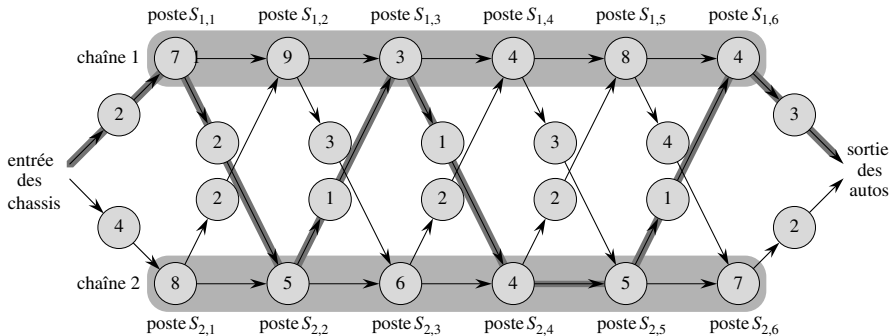 poste S1,1 poste S1,2 poste S1,3 poste S1,4 poste S1,5 poste S1,6
chaîne 1 7 9 3 4 8 4
2 3
2 3 1 3 4
entrée
des
chassis
sortie
des
autos
2 1 2 2 1
4 2
chaîne 2 8 5 6 4 5 7
poste S2,1 poste S2,2 poste S2,3 poste S2,4 poste S2,5 poste S2,6